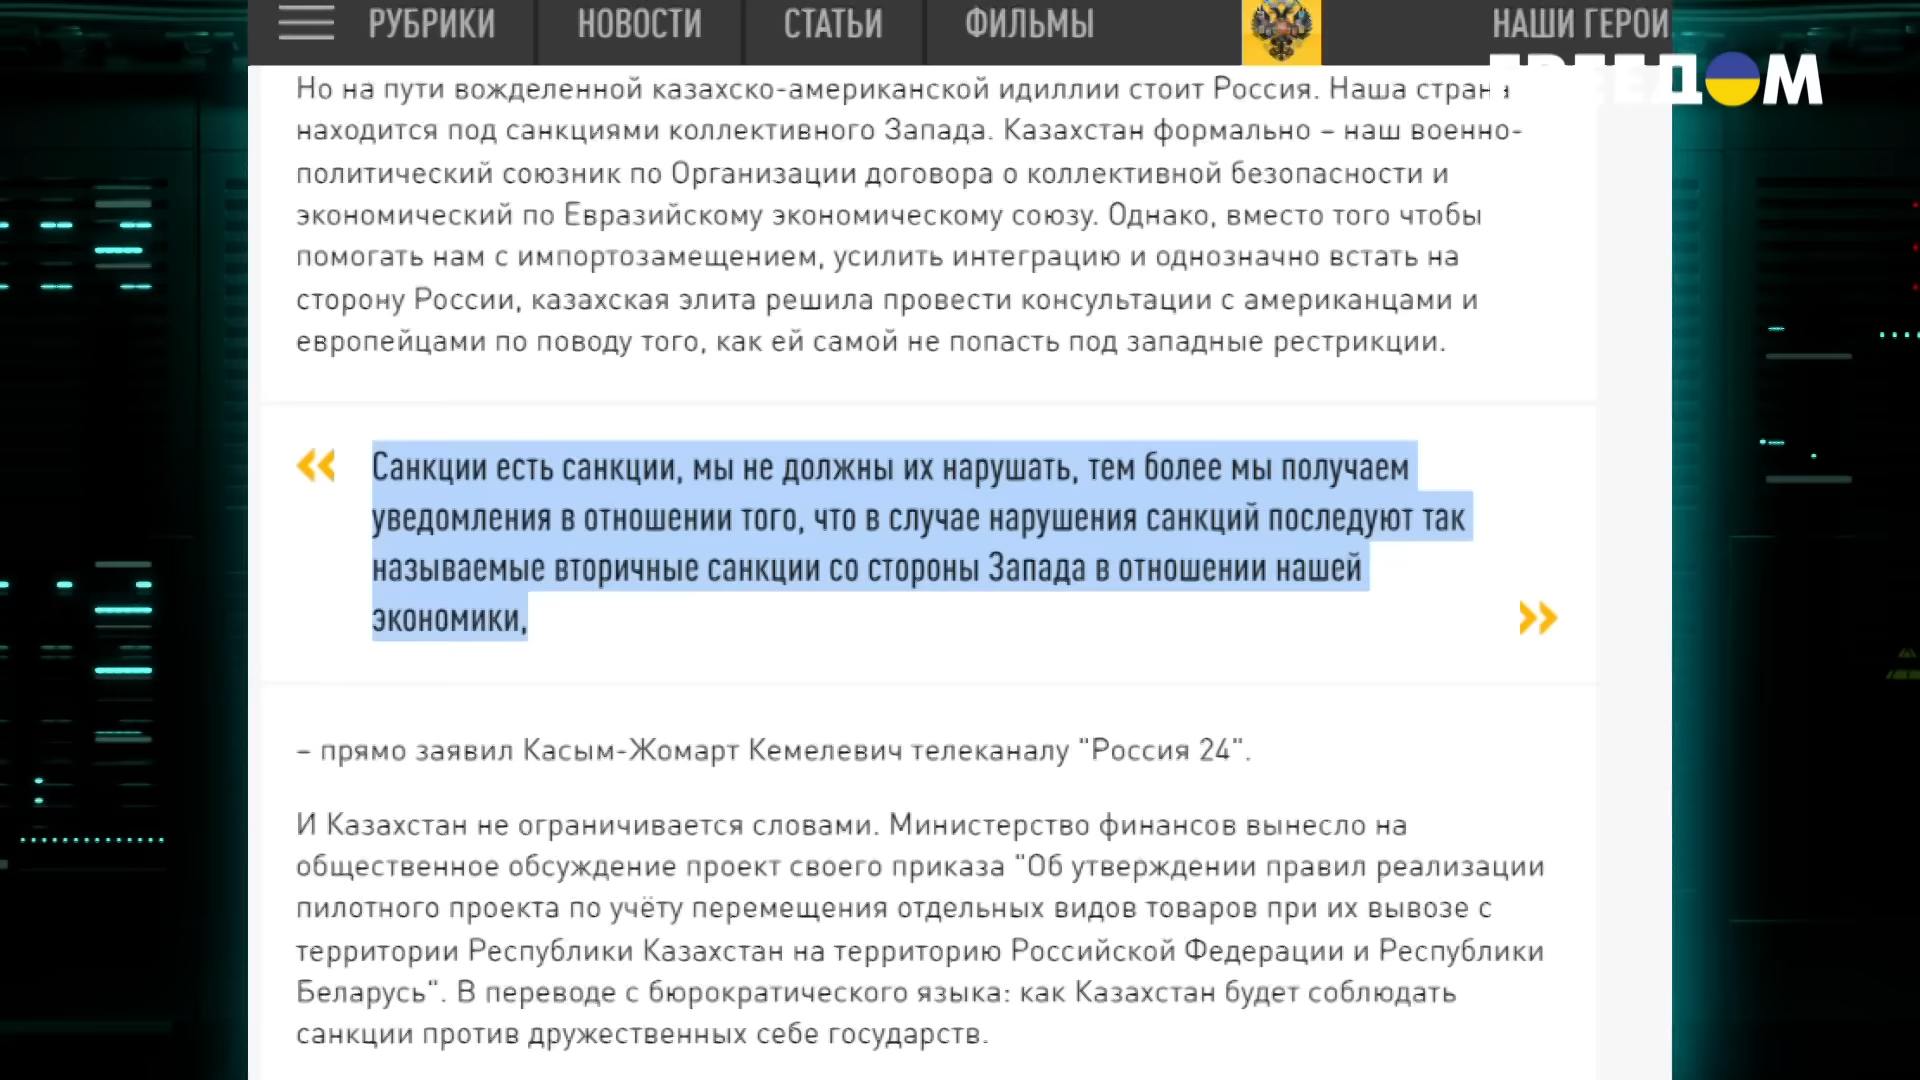 РУБРИКИ НОВОСТИ СТАТЬИ ФИЛЬМЫ НАШИ ГЕРОИ
FREEДОМ
Но на пути вожделенной казахско-американской идиллии стоит Россия. Наша страна
находится под санкциями коллективного Запада. Казахстан формально – наш военно-
политический союзник по Организации договора о коллективной безопасности и
экономический по Евразийскому экономическому союзу. Однако, вместо того чтобы
помогать нам с импортозамещением, усилить интеграцию и однозначно встать на
сторону России, казахская элита решила провести консультации с американцами и
европейцами по поводу того, как ей самой не попасть под западные рестрикции.
« Санкции есть санкции, мы не должны их нарушать, тем более мы получаем
уведомления в отношении того, что в случае нарушения санкций последуют так
называемые вторичные санкции со стороны Запада в отношении нашей
экономики, »
– прямо заявил Касым-Жомарт Кемелевич телеканалу "Россия 24".
И Казахстан не ограничивается словами. Министерство финансов вынесло на
общественное обсуждение проект своего приказа "Об утверждении правил реализации
пилотного проекта по учёту перемещения отдельных видов товаров при их вывозе с
территории Республики Казахстан на территорию Российской Федерации и Республики
Беларусь". В переводе с бюрократического языка: как Казахстан будет соблюдать
санкции против дружественных себе государств.